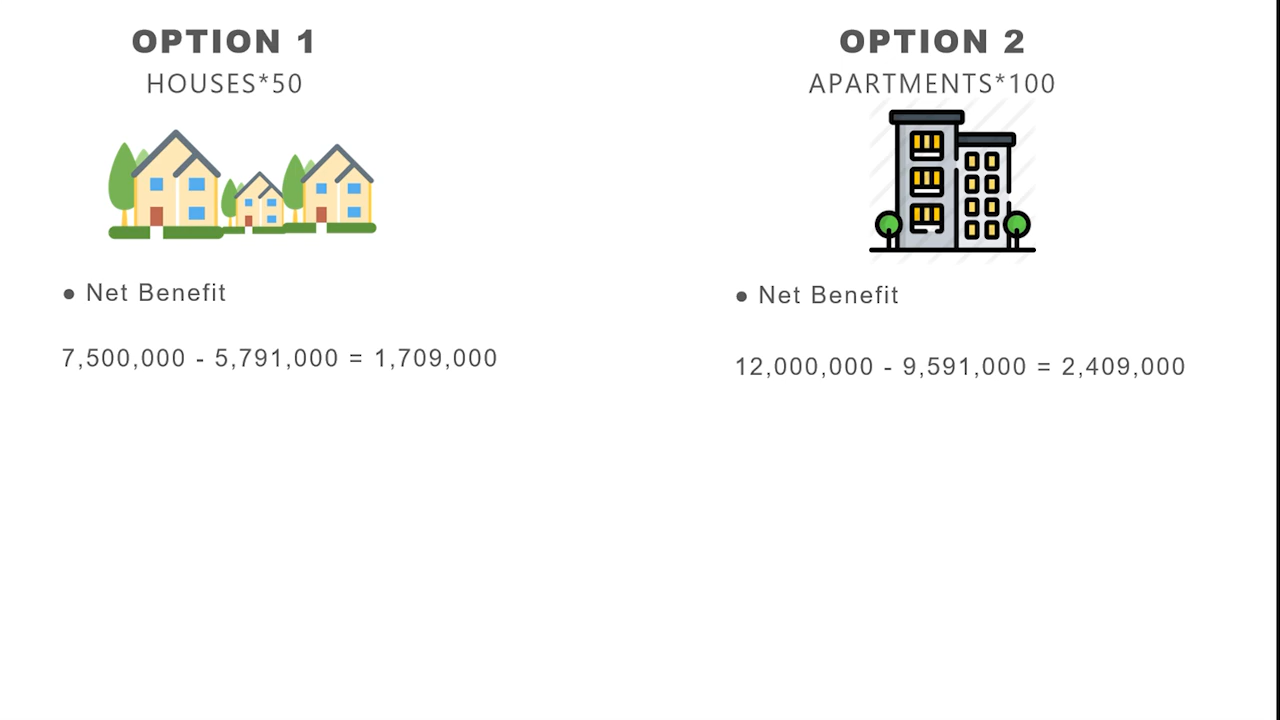 OPTION 1
HOUSES*50
● Net Benefit
7,500,000 - 5,791,000 = 1,709,000
OPTION 2
APARTMENTS*100
● Net Benefit
12,000,000 - 9,591,000 = 2,409,000